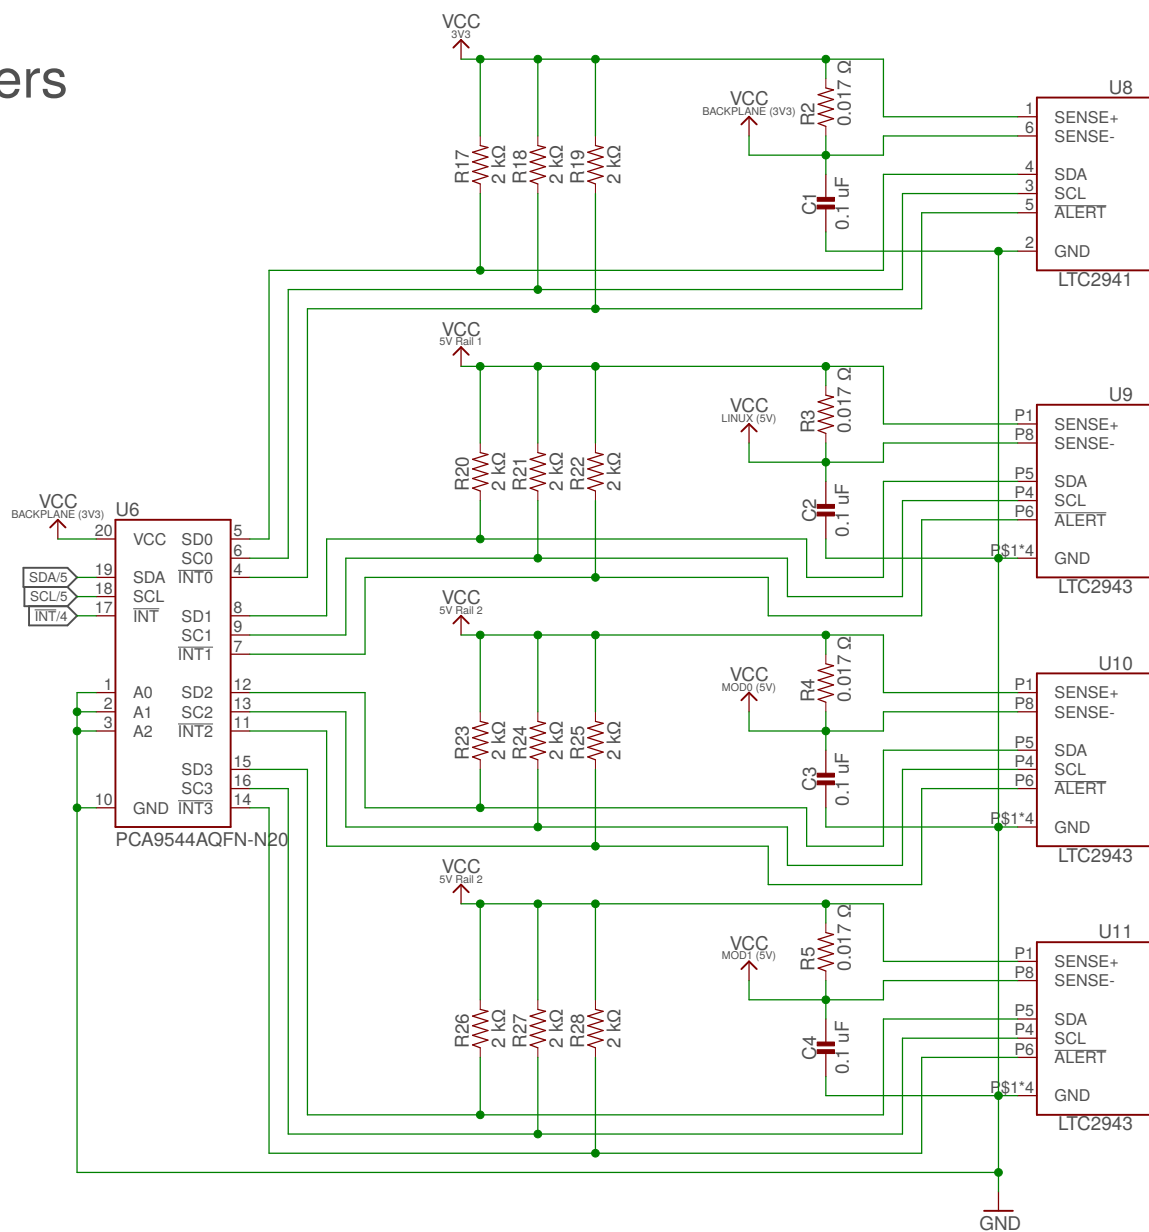 ers
VCC
3V3
R17
2 kΩ
R18
2 kΩ
R19
2 kΩ
VCC
BACKPLANE (3V3)
R2
0.017 Ω
C1
0.1 uF
U8
1
SENSE+
6
SENSE-
4
SDA
3
SCL
5
ALERT
2
GND
LTC2941
VCC
5V Rail 1
R20
2 kΩ
R21
2 kΩ
R22
2 kΩ
VCC
LINUX (5V)
R3
0.017 Ω
C2
0.1 uF
U9
P1
SENSE+
P8
SENSE-
P5
SDA
P4
SCL
P6
ALERT
P$1*4
GND
LTC2943
VCC
BACKPLANE (3V3)
U6
20
VCC
SD0
5
SC0
6
SDA/5
19
SDA
INT0
4
SCL/5
18
SCL
INT/4
17
INT
SD1
8
SC1
9
INT1
7
1
A0
SD2
12
2
A1
SC2
13
3
A2
INT2
11
SD3
15
SC3
16
10
GND
INT3
14
PCA9544AQFN-N20
VCC
5V Rail 2
R23
2 kΩ
R24
2 kΩ
R25
2 kΩ
VCC
MOD0 (5V)
R4
0.017 Ω
C3
0.1 uF
U10
P1
SENSE+
P8
SENSE-
P5
SDA
P4
SCL
P6
ALERT
P$1*4
GND
LTC2943
VCC
5V Rail 2
R26
2 kΩ
R27
2 kΩ
R28
2 kΩ
VCC
MOD1 (5V)
R5
0.017 Ω
C4
0.1 uF
U11
P1
SENSE+
P8
SENSE-
P5
SDA
P4
SCL
P6
ALERT
P$1*4
GND
LTC2943
GND